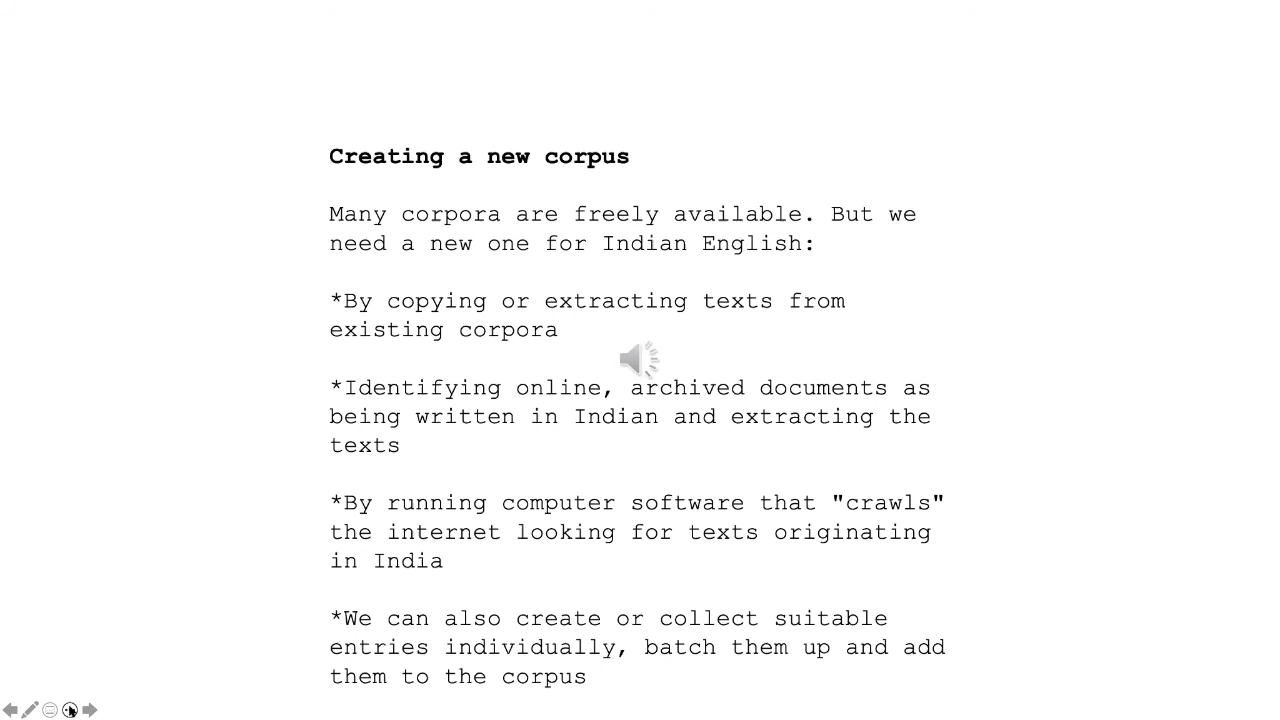 Creating a new corpus
Many corpora are freely available. But we
need a new one for Indian English:
*By copying or extracting texts from
existing corpora
*Identifying online, archived documents as
being written in Indian and extracting the
texts
*By running computer software that "crawls"
the internet looking for texts originating
in India
*We can also create or collect suitable
entries individually, batch them up and add
them to the corpus